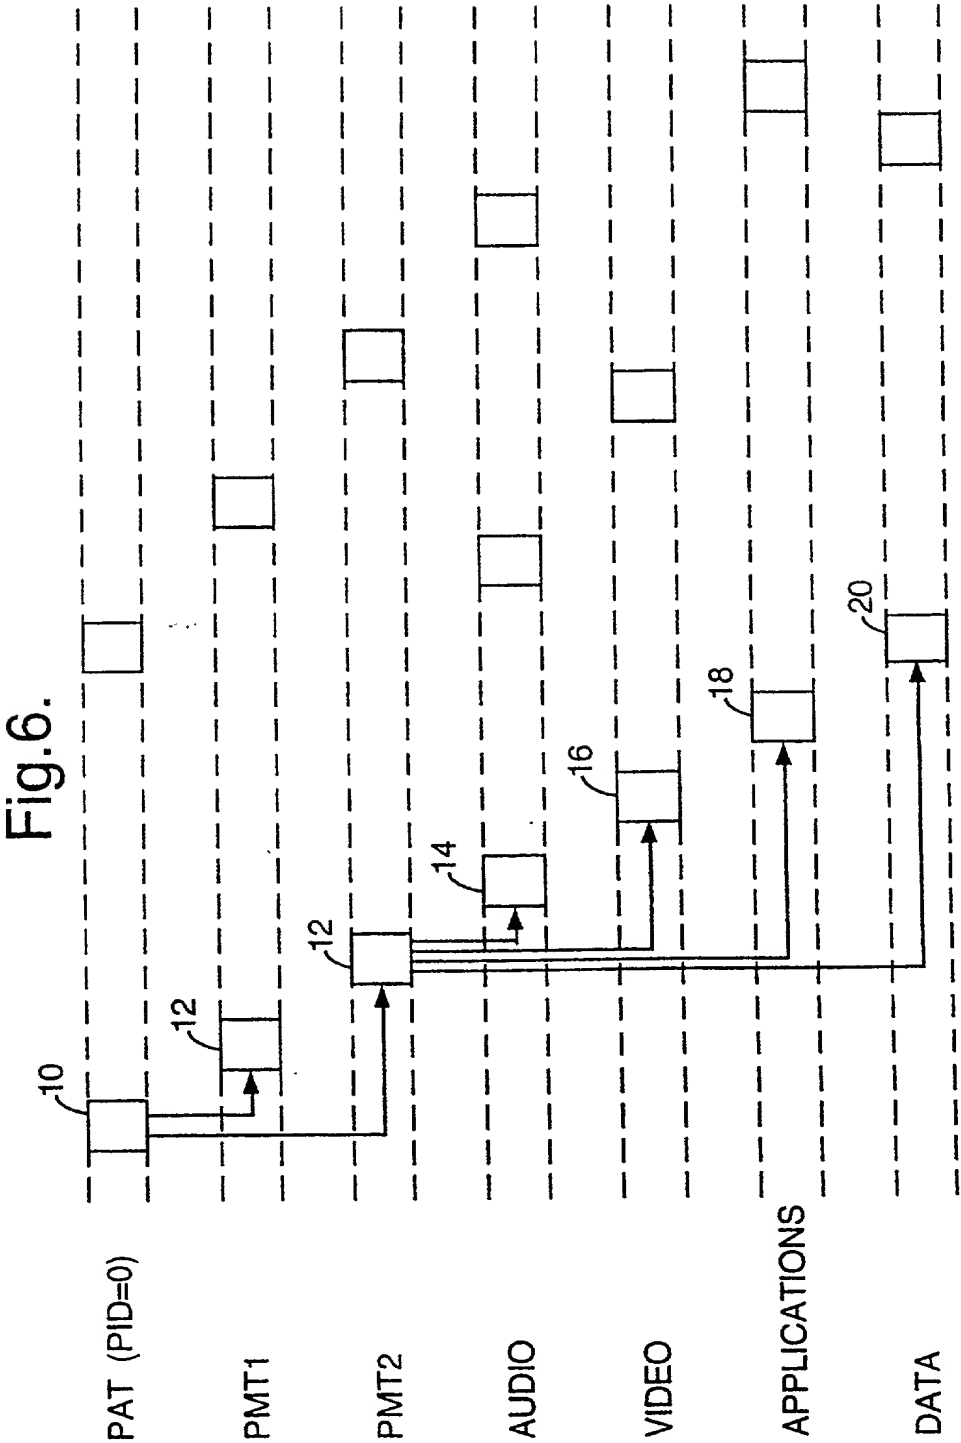 Fig.6.
PAT (PID=0)
10
PMT1
12
PMT2
12
AUDIO
14
VIDEO
16
APPLICATIONS
18
DATA
20